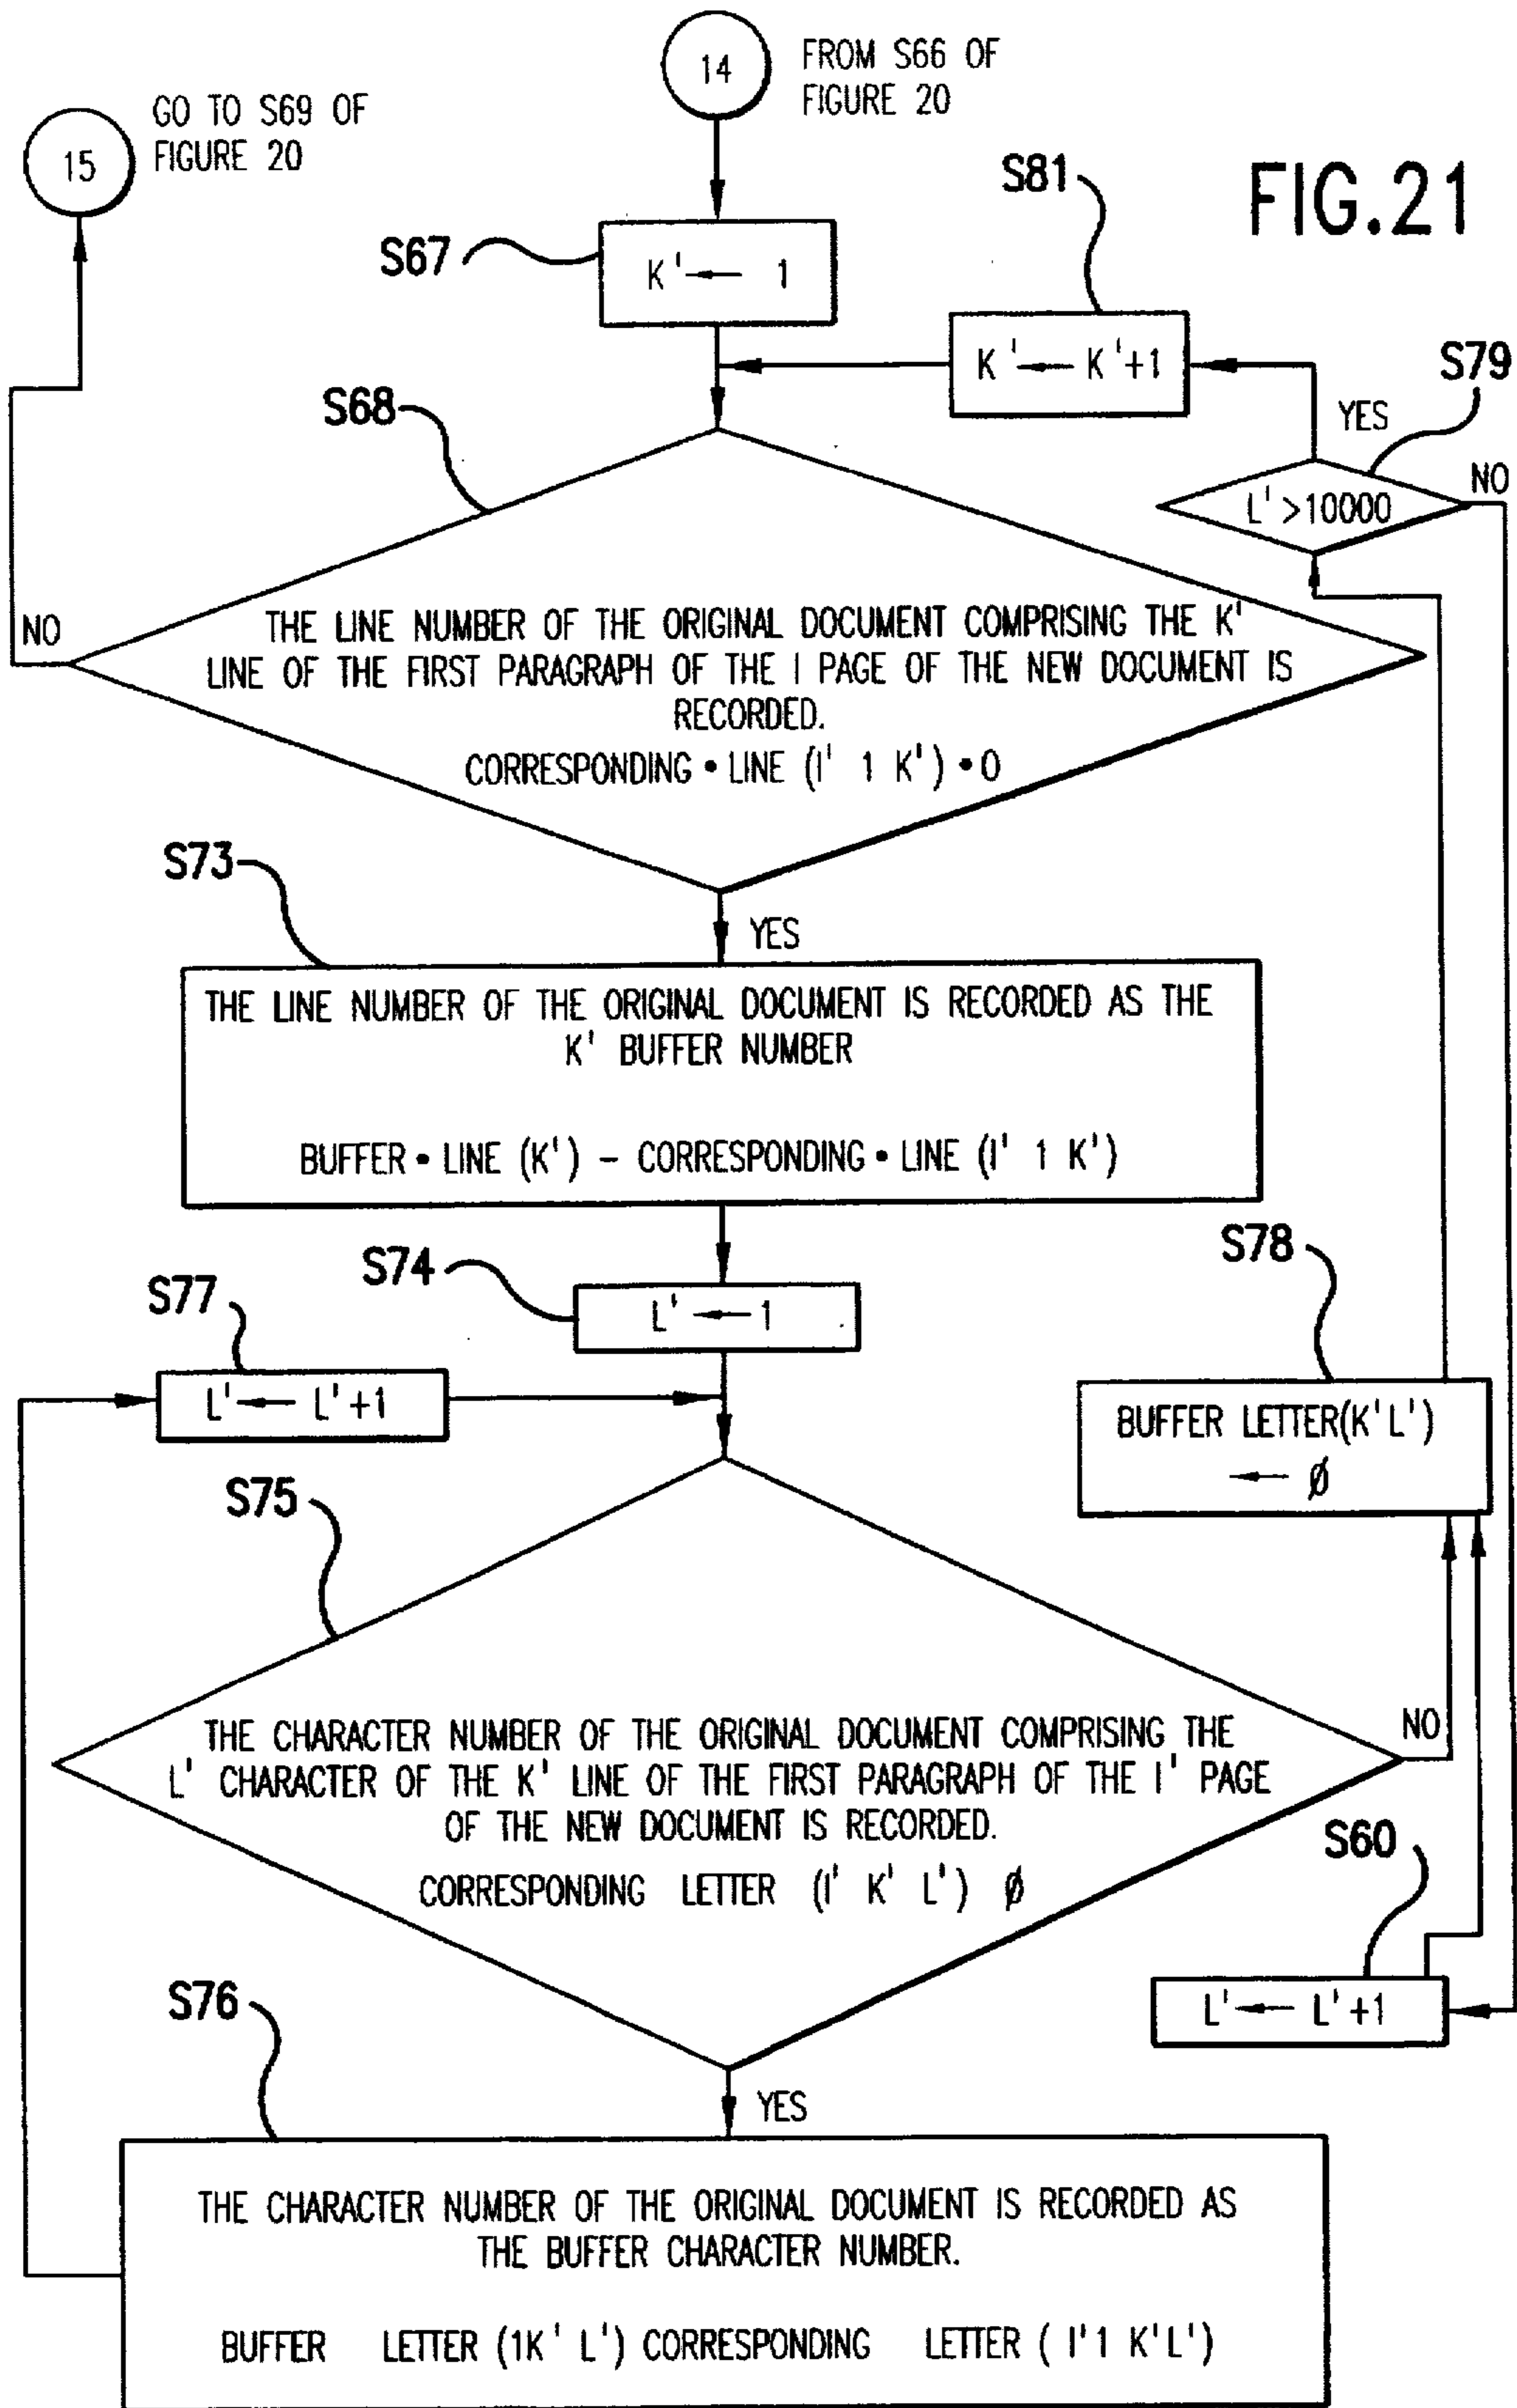 14
FROM S66 OF
FIGURE 20
15
GO TO S69 OF
FIGURE 20
FIG.21
S81
S67
K' ← 1
K' ← K'+1
S79
YES
S68
L' >10000
NO
NO
THE LINE NUMBER OF THE ORIGINAL DOCUMENT COMPRISING THE K'
LINE OF THE FIRST PARAGRAPH OF THE I PAGE OF THE NEW DOCUMENT IS
RECORDED.
CORRESPONDING • LINE (I' 1 K') • 0
S73
YES
THE LINE NUMBER OF THE ORIGINAL DOCUMENT IS RECORDED AS THE
K' BUFFER NUMBER
BUFFER • LINE (K') – CORRESPONDING • LINE (I' 1 K')
S74
S78
S77
L' ← 1
L' ← L'+1
BUFFER LETTER(K'L')
← Ø
S75
NO
THE CHARACTER NUMBER OF THE ORIGINAL DOCUMENT COMPRISING THE
L' CHARACTER OF THE K' LINE OF THE FIRST PARAGRAPH OF THE I' PAGE
OF THE NEW DOCUMENT IS RECORDED.
CORRESPONDING LETTER (I' K' L') Ø
S60
L' ← L'+1
S76
YES
THE CHARACTER NUMBER OF THE ORIGINAL DOCUMENT IS RECORDED AS
THE BUFFER CHARACTER NUMBER.
BUFFER LETTER (1K' L') CORRESPONDING LETTER ( I'1 K'L')